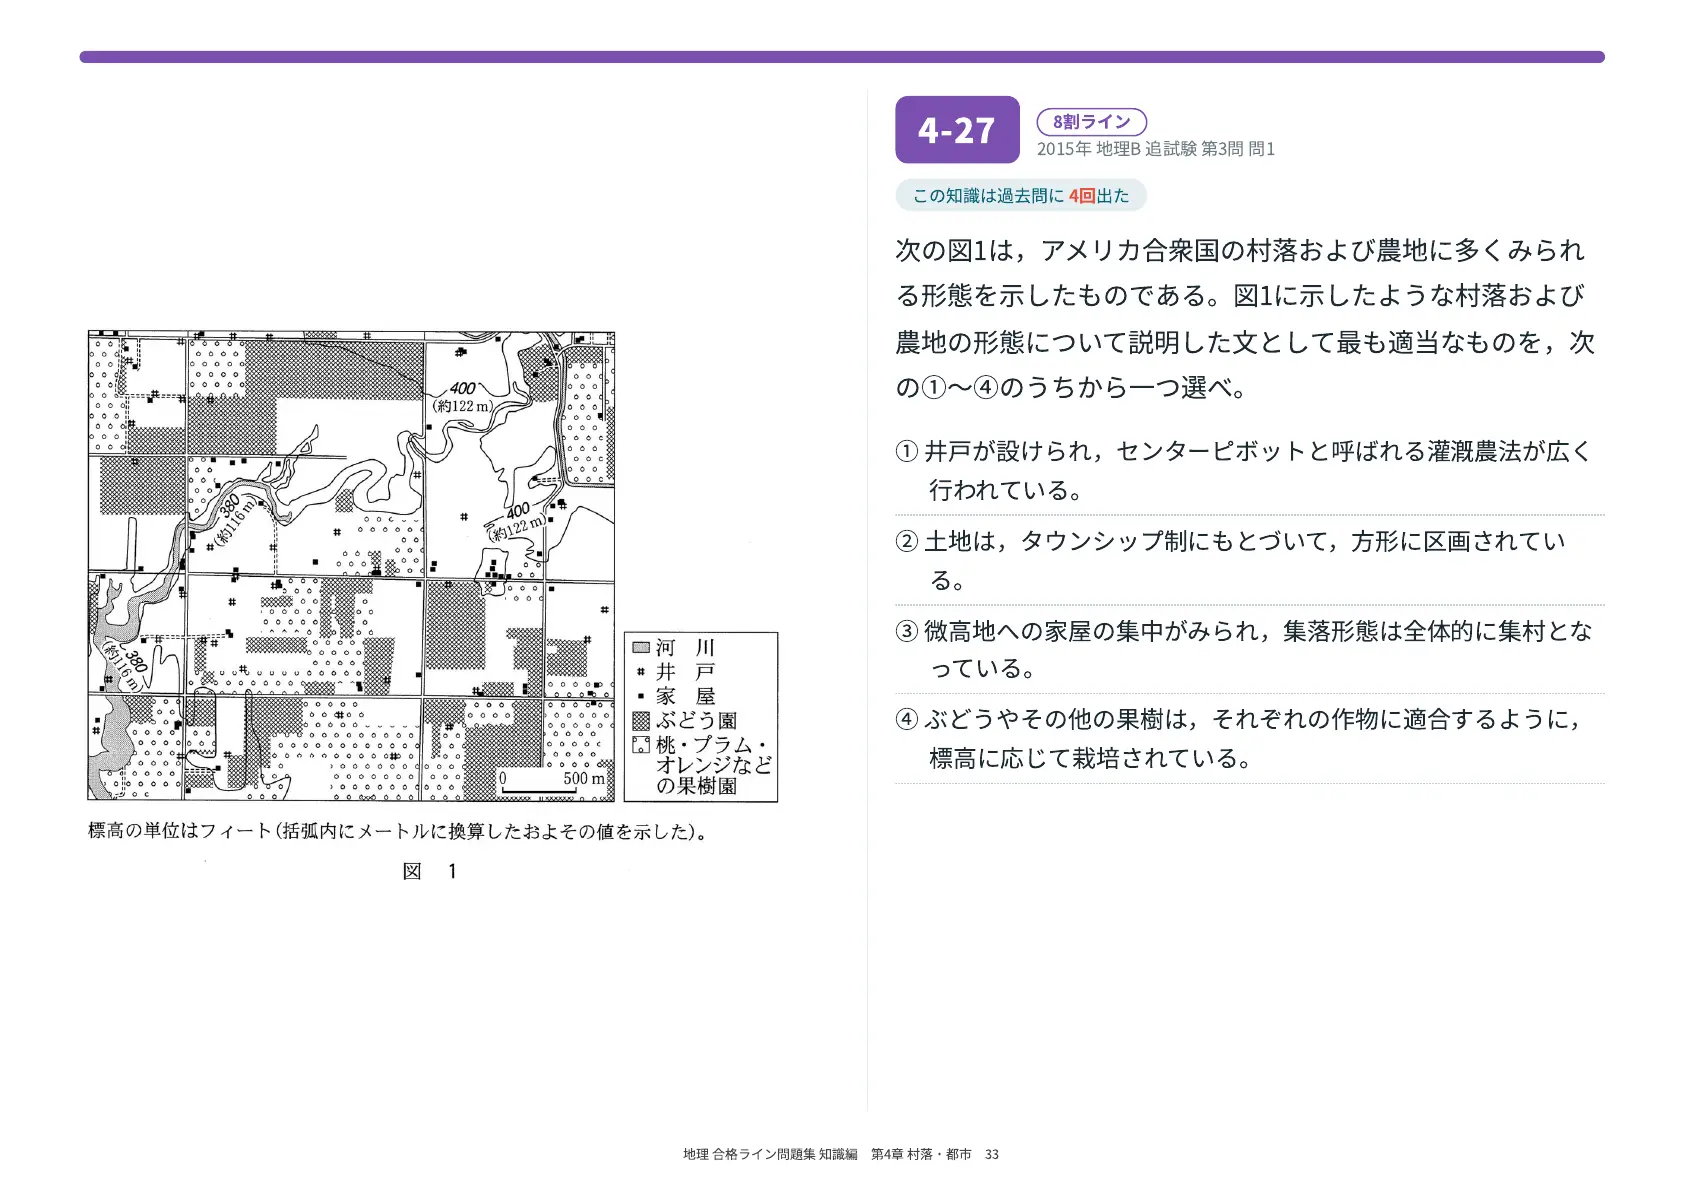 4-27
8割ライン
2015年 地理B 追試験 第3問 問1
この知識は過去問に 4回出た
次の図1は，アメリカ合衆国の村落および農地に多くみられ
る形態を示したものである。図1に示したような村落および
農地の形態について説明した文として最も適当なものを，次
の①～④のうちから一つ選べ。
① 井戸が設けられ，センターピボットと呼ばれる灌漑農法が広く
行われている。
② 土地は，タウンシップ制にもとづいて，方形に区画されてい
る。
③ 微高地への家屋の集中がみられ，集落形態は全体的に集村とな
っている。
④ ぶどうやその他の果樹は，それぞれの作物に適合するように，
標高に応じて栽培されている。
400
(約122 m)
380
(約116 m)
400
(約122 m)
380
(約116 m)
0 500 m
河 川
井 戸
家 屋
ぶどう園
桃・プラム・
オレンジなど
の果樹園
標高の単位はフィート(括弧内にメートルに換算したおよその値を示した)。
図 1
地理 合格ライン問題集 知識編 第4章 村落・都市 33